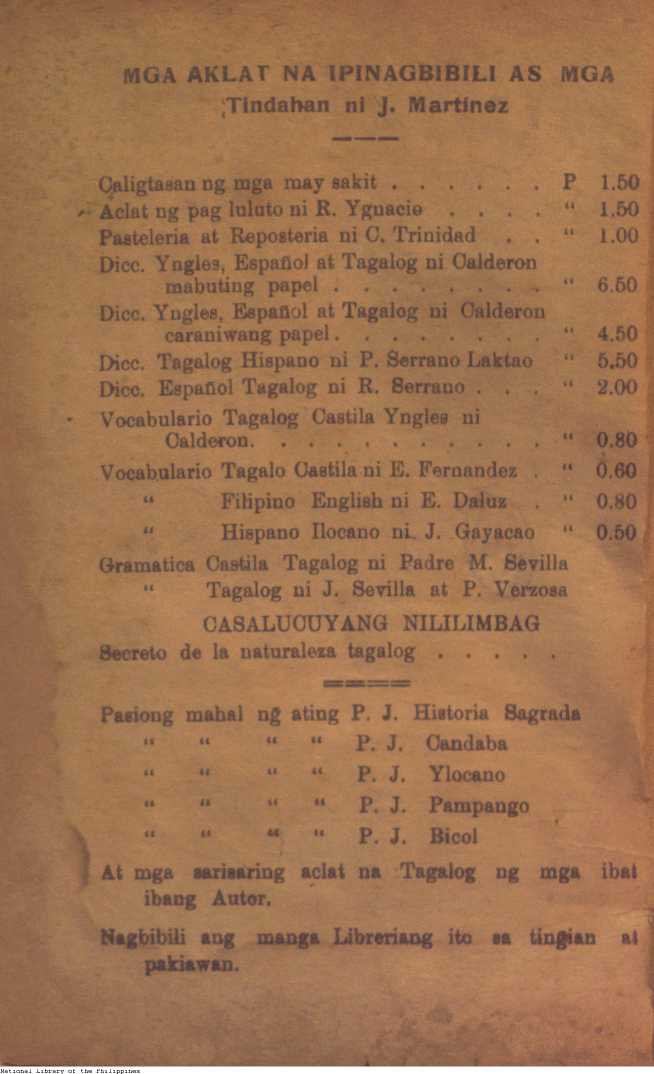 MGA AKLAT NA IPINAGBIBILI AS MGA
Tindahan ni J. Martinez
Caligtasan ng mga may sakit . . . . . . P 1.50
Aclat ng pag luluto ni R. Ygnacio . . . . “ 1.50
Pasteleria at Reposteria ni C. Trinidad . . “ 1.00
Dicc. Yngles, Español at Tagalog ni Calderon
mabuting papel . . . . . . . . “ 6.50
Dicc. Yngles, Español at Tagalog ni Calderon
caraniwang papel . . . . . . . . “ 4.50
Dicc. Tagalog Hispano ni P. Serrano Laktao “ 5.50
Dicc. Español Tagalog ni R. Serrano . . . “ 2.00
Vocabulario Tagalog Castila Yngles ni
Calderon. . . . . . . . . . . “ 0.80
Vocabulario Tagalo Castila ni E. Fernandez . “ 0.60
“ Filipino English ni E. Daluz . “ 0.80
“ Hispano Ilocano ni J. Gayacao “ 0.50
Gramatica Castila Tagalog ni Padre M. Sevilla
“ Tagalog ni J. Sevilla at P. Verzosa
CASALUCUYANG NILILIMBAG
Secreto de la naturaleza tagalog . . . . .
Pasiong mahal ng̃ ating P. J. Historia Sagrada
“ “ “ “ P. J. Candaba
“ “ “ “ P. J. Ylocano
“ “ “ “ P. J. Pampango
“ “ “ “ P. J. Bicol
At mga sarisaring aclat na Tagalog ng mga ibat
ibang Autor.
Nagbibili ang manga Libreriang ito sa tingian at
pakiawan.
National Library of the Philippines